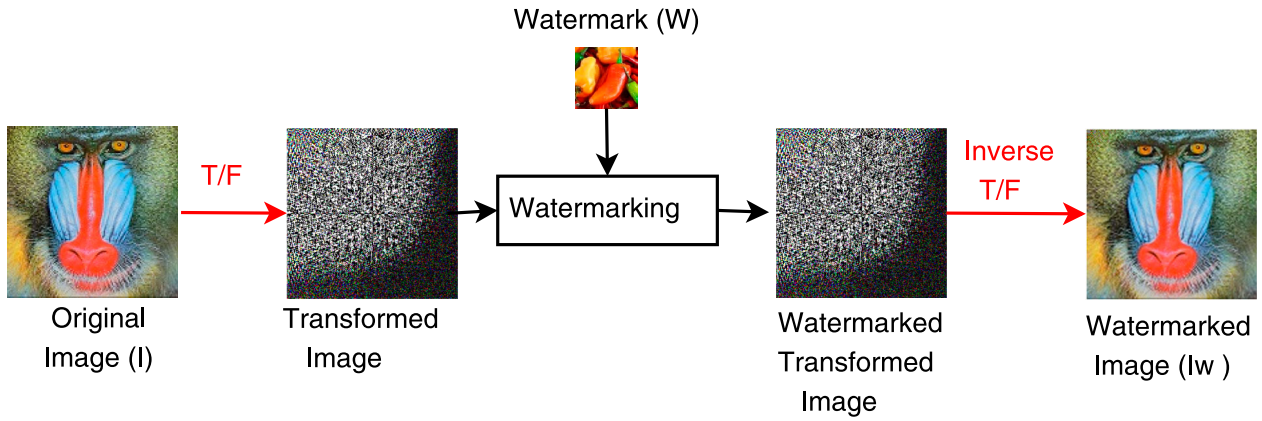 Watermark (W)
T/F
Watermarking
Inverse
T/F
Original
Image (I)
Transformed
Image
Watermarked
Transformed
Image
Watermarked
Image (Iw )